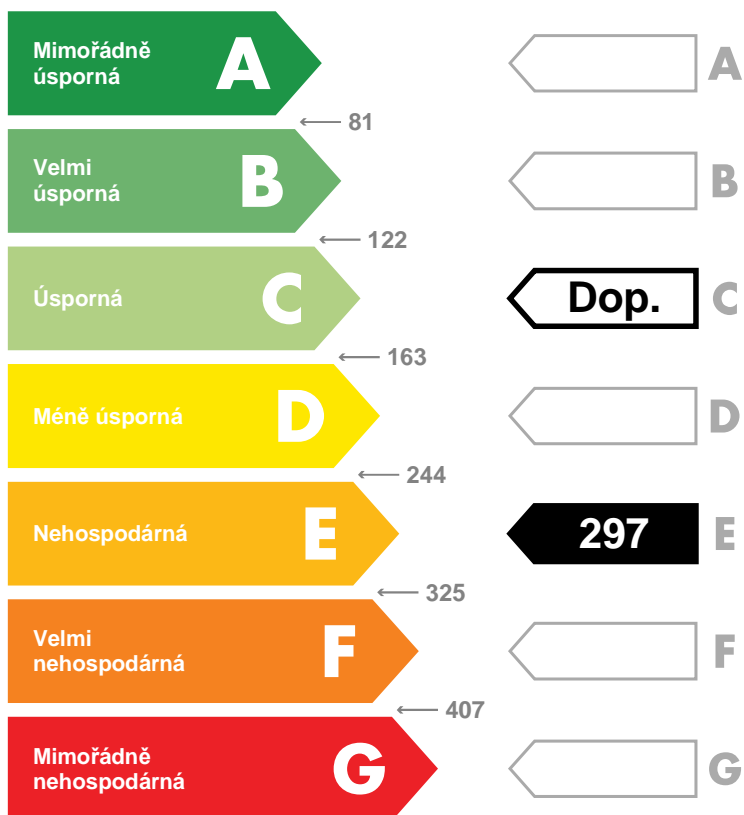 Mimořádně
úsporná
A
A
← 81
Velmi
úsporná
B
B
← 122
Úsporná
C
Dop.
C
← 163
Méně úsporná
D
D
← 244
Nehospodárná
E
297
E
← 325
Velmi
nehospodárná
F
F
← 407
Mimořádně
nehospodárná
G
G